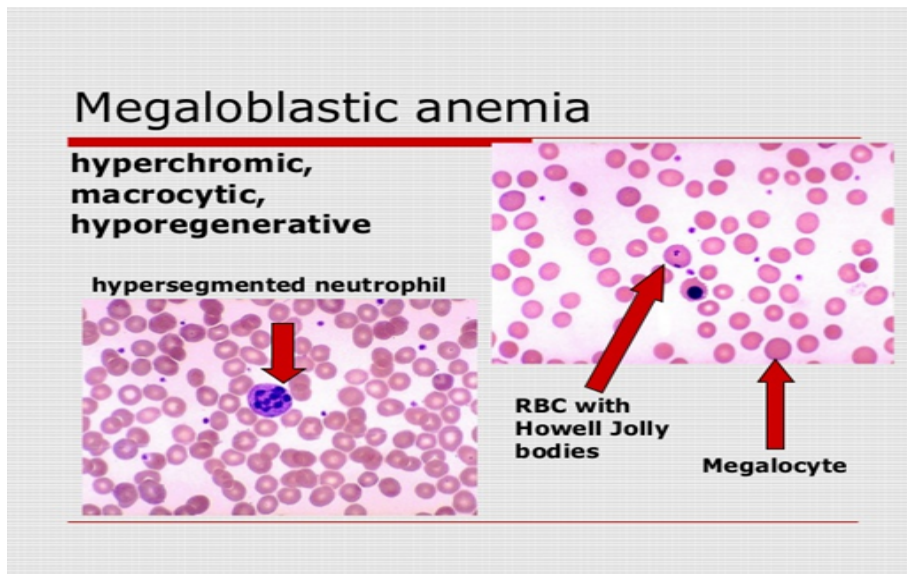 Megaloblastic anemia
hyperchromic,
macrocytic,
hyporegenerative
hypersegmented neutrophil
RBC with
Howell Jolly
bodies
Megalocyte